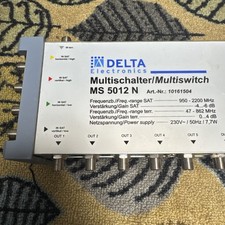 DELTA
Electronics
Multischalter/Multiswitch
MS 5012 N
Art.-Nr.: 10101504
Frequenzb./Freq.-range SAT 950 - 2200 MHz
Verstärkung/Gain SAT 4...6 dB
Frequenzb./Freq.-range terr. 47 - 862 MHz
Verstärkung/Gain terr. 0...4 dB
Netzspannung/Power supply 230V~ / 50Hz / 7,7W
OUT 1
OUT 2
OUT 3
OUT 4
OUT 5
OUT 6